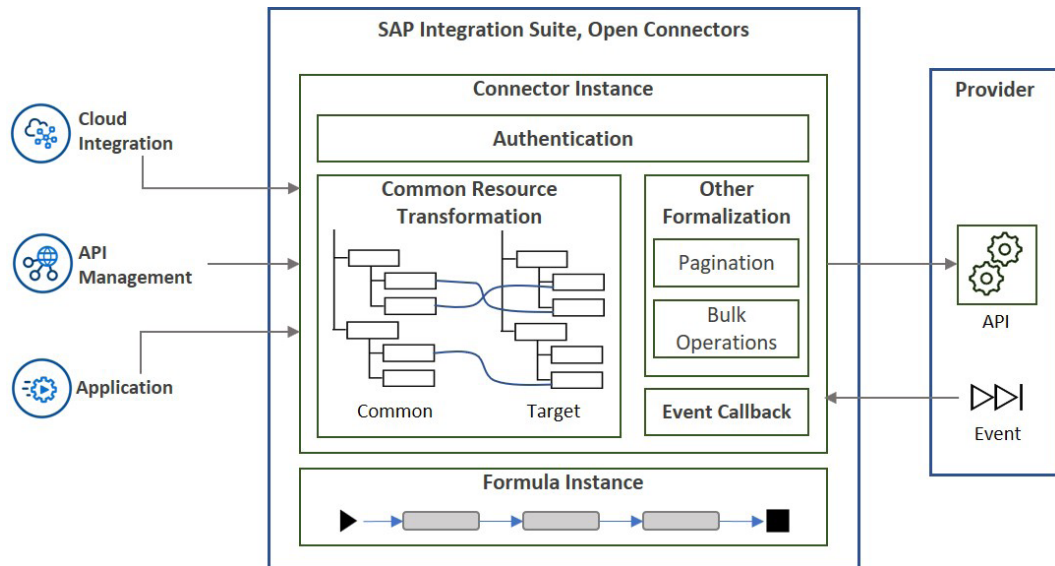 SAP Integration Suite, Open Connectors
Connector Instance
Provider
Cloud
Integration
Authentication
Common Resource
Transformation
Other
Formalization
API
Management
Pagination
API
Bulk
Operations
Application
Common
Target
Event Callback
Event
Formula Instance